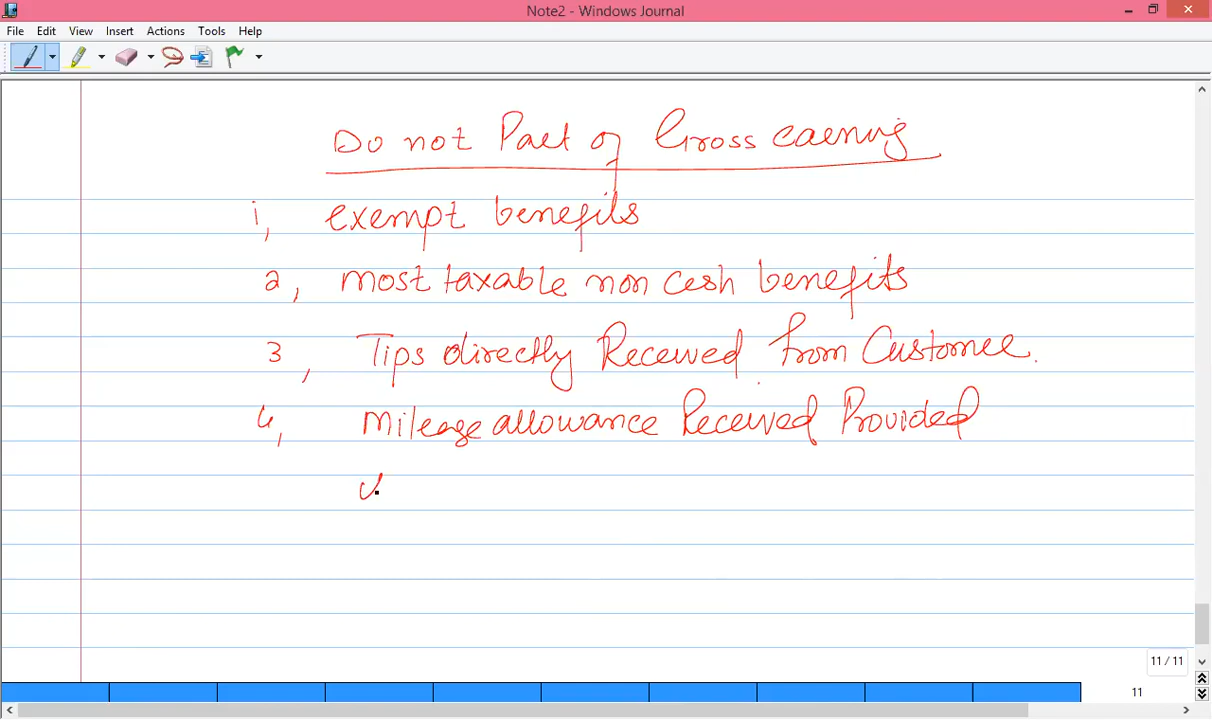 Note2 - Windows Journal
File Edit View Insert Actions Tools Help
Do not Part of Gross earning
1, exempt benefits
2, most taxable non cash benefits
3, Tips directly Received from Customer.
4, Mileage allowance Received Provided
11 / 11
11